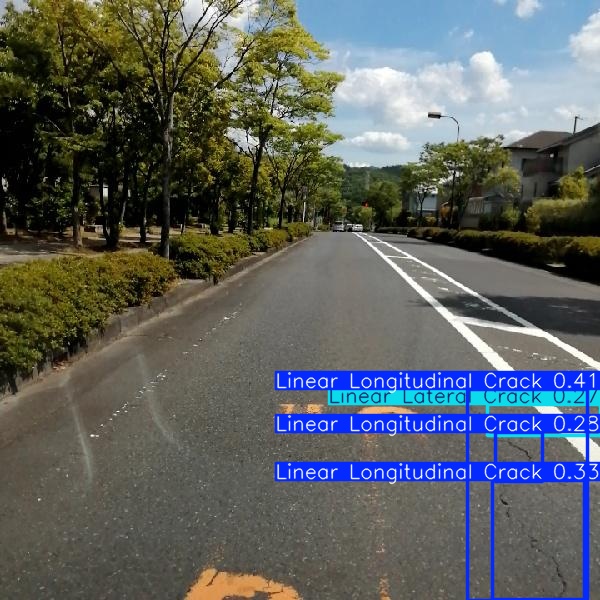 Linear Longitudinal Crack 0.41
Linear Lateral Crack 0.27
Linear Longitudinal Crack 0.28
Linear Longitudinal Crack 0.33